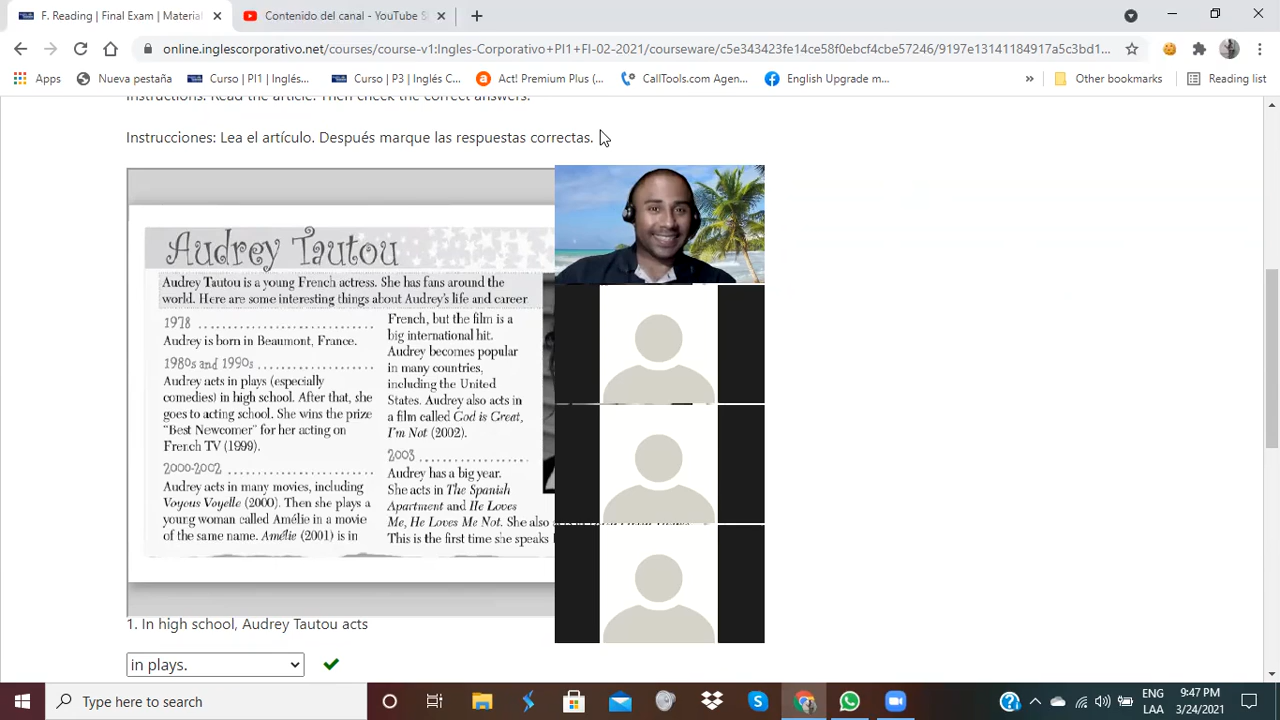 F. Reading | Final Exam | Material
Contenido del canal - YouTube S
online.inglescorporativo.net/courses/course-v1:Ingles-Corporativo+PI1+FI-02-2021/courseware/c5e343423fe14ce58f0ebcf4cbe57246/9197e13141184917a5c3bd1...
Apps
Nueva pestaña
Curso | PI1 | Inglés...
Curso | P3 | Inglés C...
Act! Premium Plus (...
CallTools.com Agen...
English Upgrade m...
»
Other bookmarks
Reading list
Instructions: Read the article. Then check the correct answers.
Instrucciones: Lea el artículo. Después marque las respuestas correctas.
Audrey Tautou
Audrey Tautou is a young French actress. She has fans around the
world. Here are some interesting things about Audrey's life and career
1978
Audrey is born in Beaumont, France.
1980s and 1990s
Audrey acts in plays (especially
comedies) in high school. After that, she
goes to acting school. She wins the prize
"Best Newcomer" for her acting on
French TV (1999).
2000-2002
Audrey acts in many movies, including
Voyous Voyelle (2000). Then she plays a
young woman called Amélie in a movie
of the same name. Amélie (2001) is in
French, but the film is a
big international hit.
Audrey becomes popular
in many countries,
including the United
States. Audrey also acts in
a film called God is Great,
I'm Not (2002).
2003
Audrey has a big year.
She acts in The Spanish
Apartment and He Loves
Me, He Loves Me Not. She also
This is the first time she speaks
1. In high school, Audrey Tautou acts
in plays.
Type here to search
ENG
LAA
9:47 PM
3/24/2021